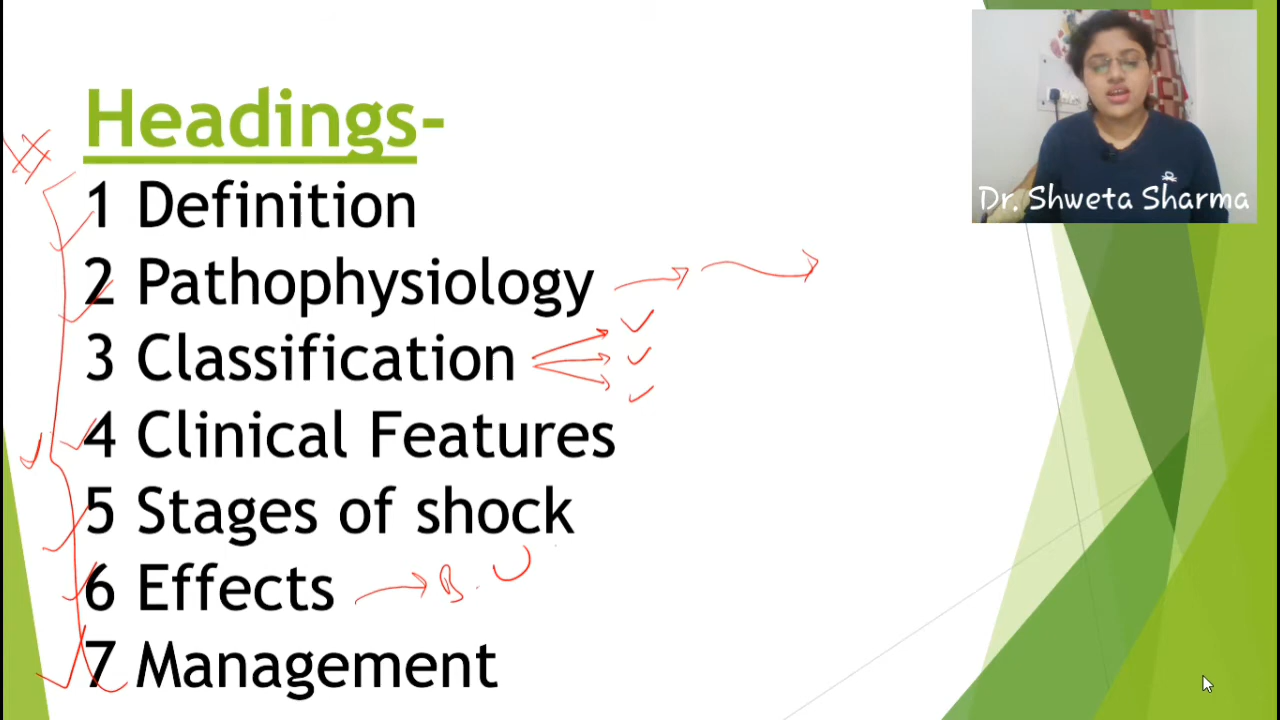 Headings-
1 Definition
2 Pathophysiology
3 Classification
4 Clinical Features
5 Stages of shock
6 Effects
7 Management
Dr. Shweta Sharma